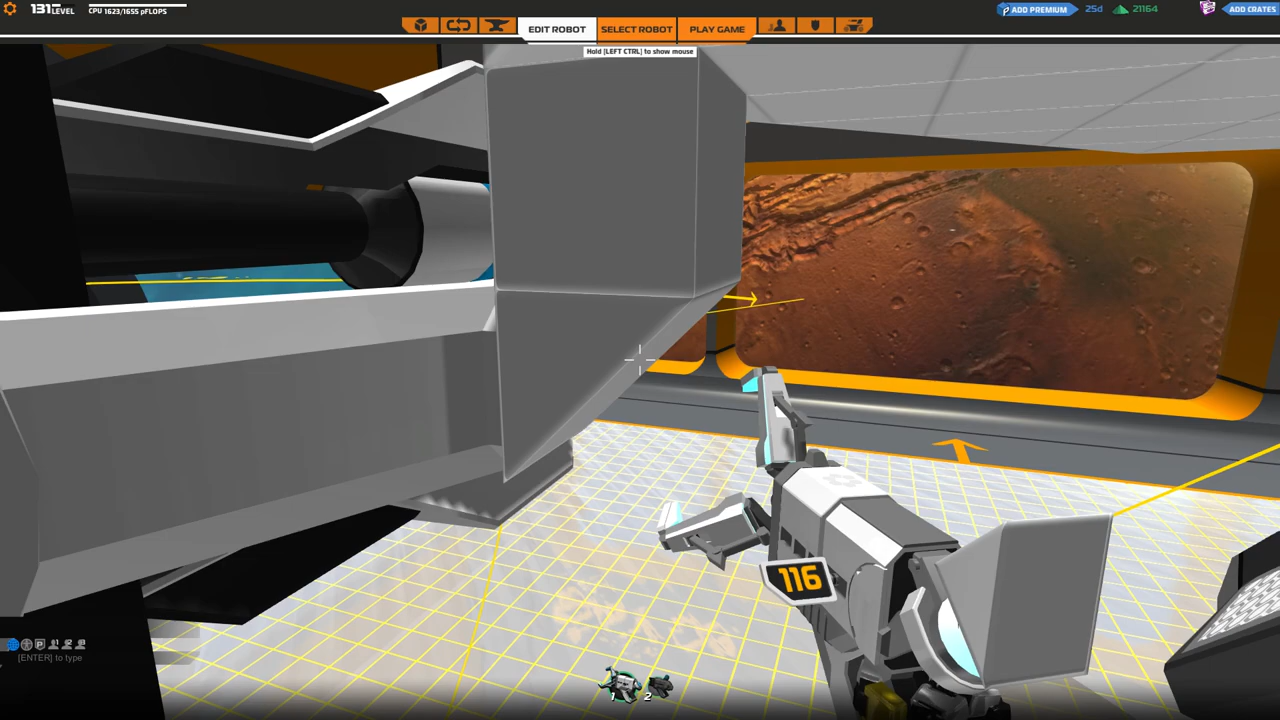 131 LEVEL
CPU 1623/1655 pFLOPS
EDIT ROBOT
SELECT ROBOT
PLAY GAME
ADD PREMIUM
25d
21164
ADD CRATES
Hold [LEFT CTRL] to show mouse
116
[ENTER] to type
1
2